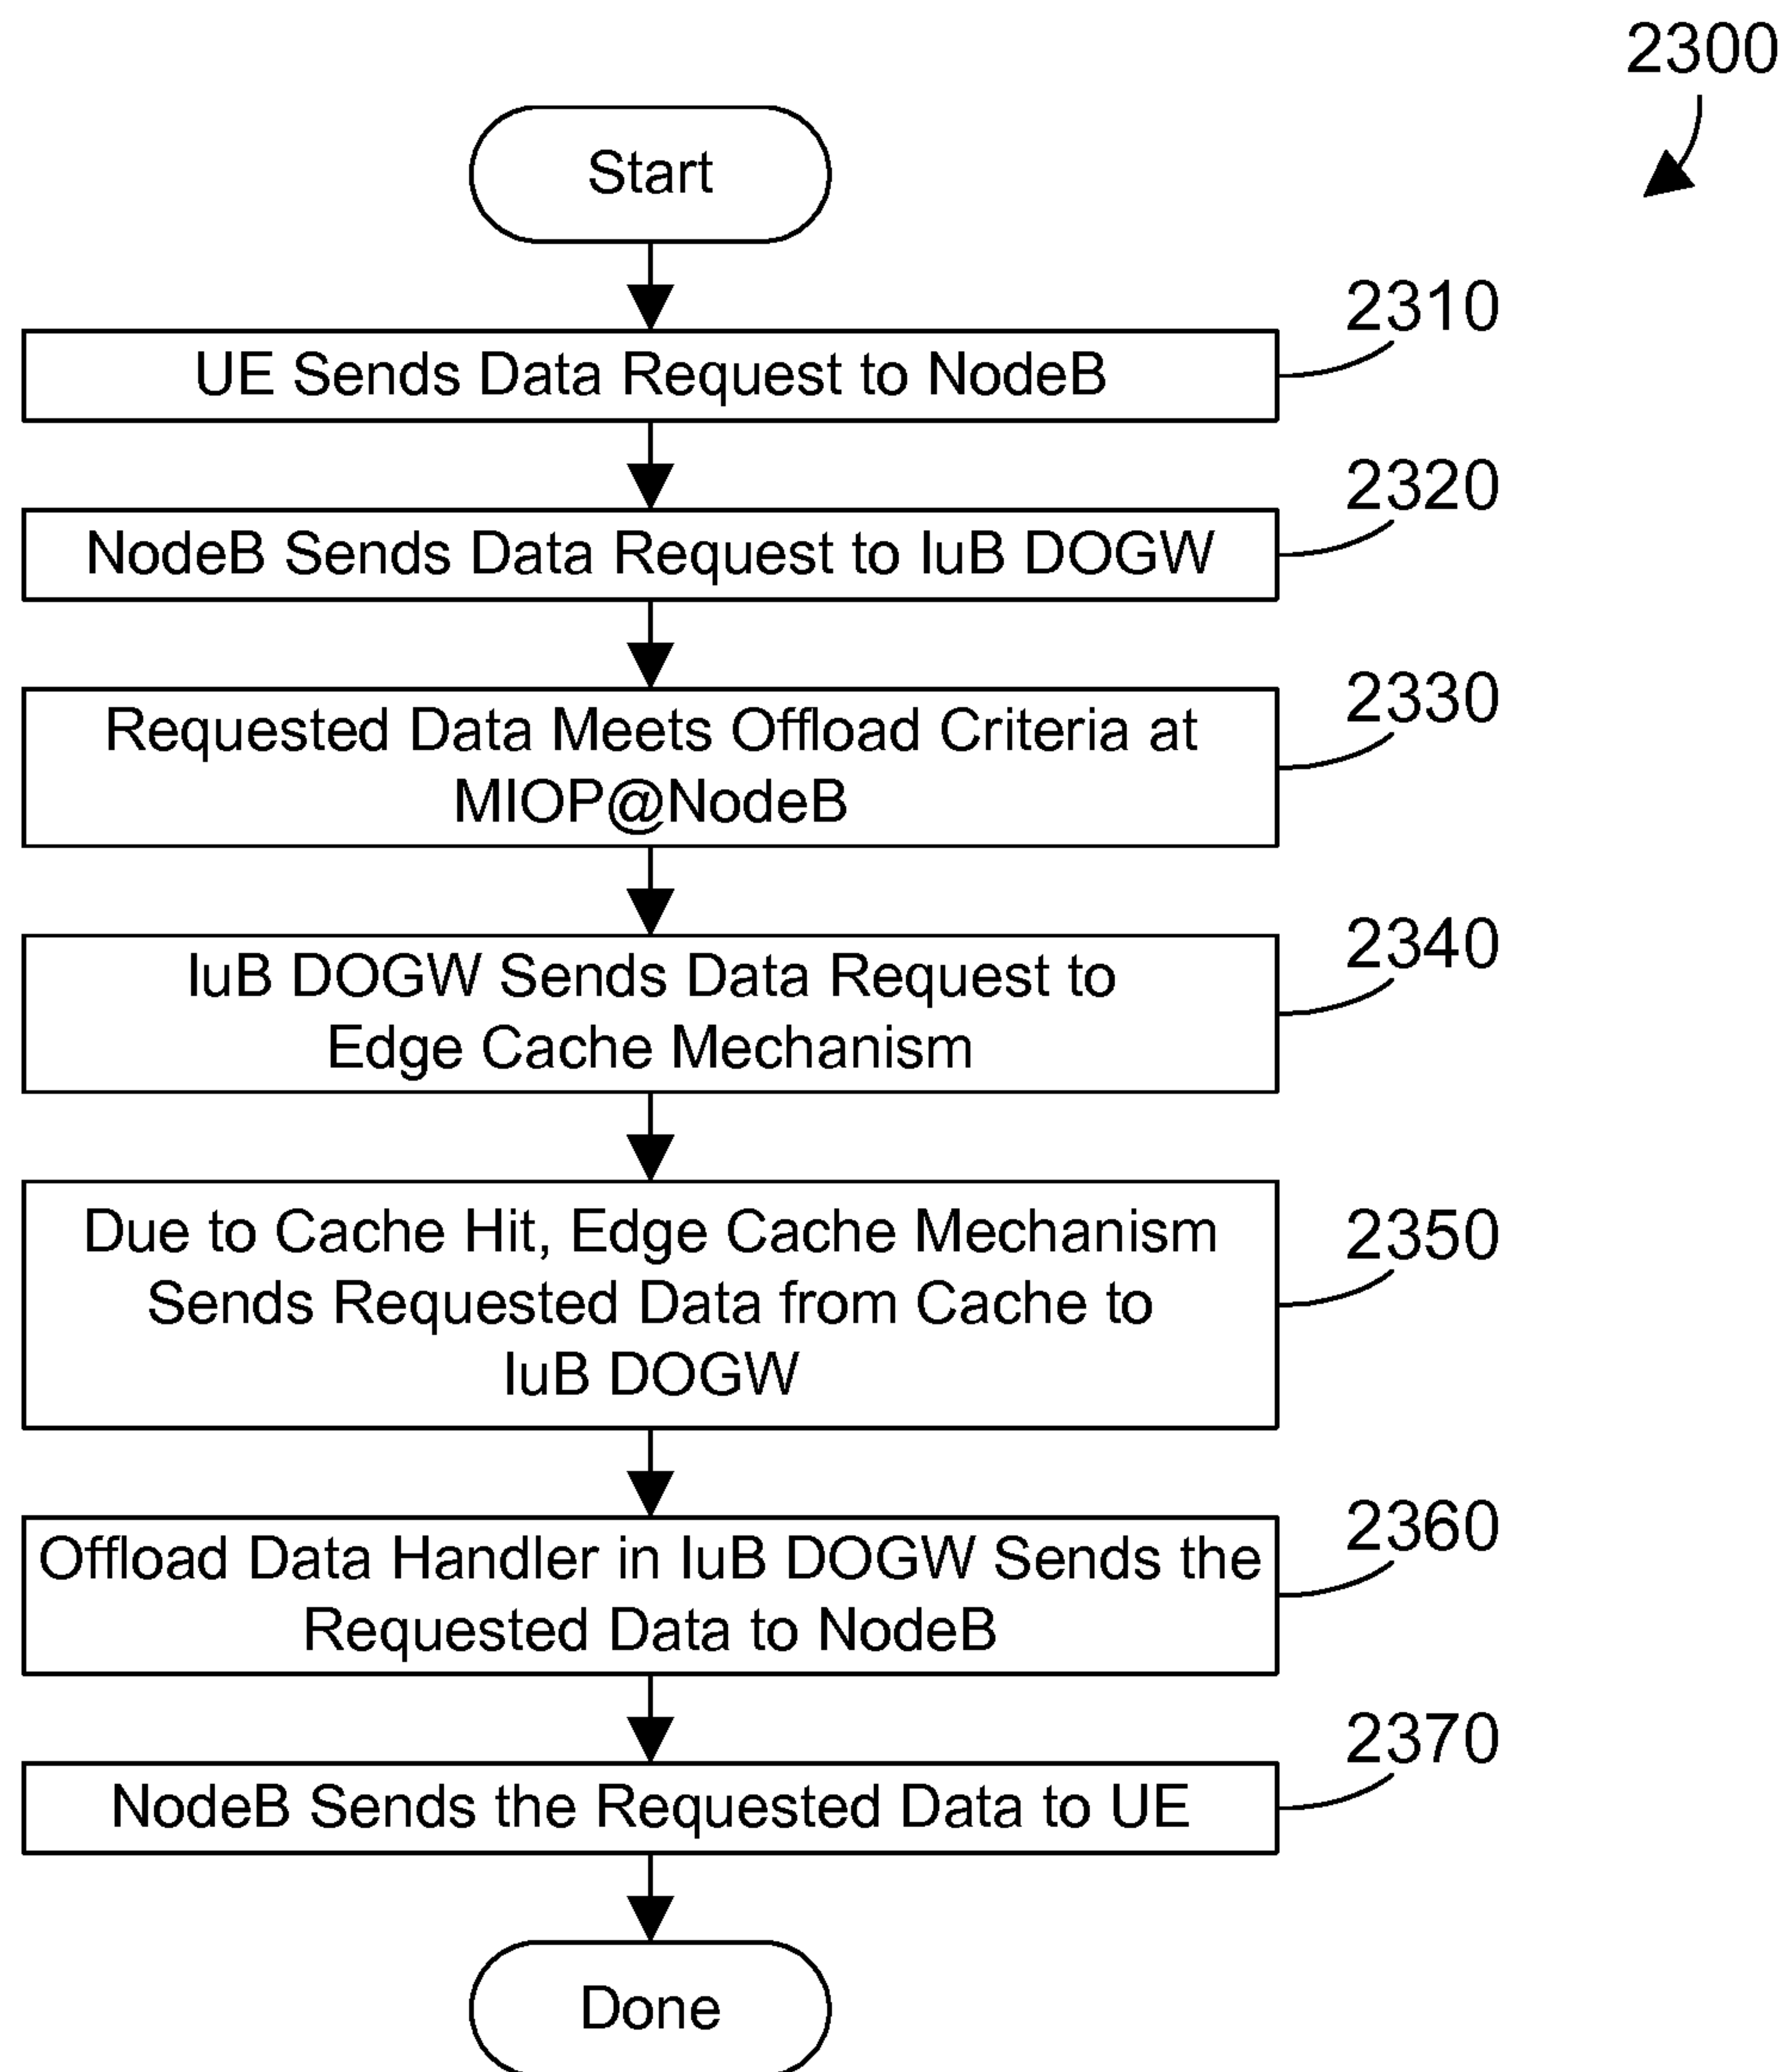 2300
Start
2310
UE Sends Data Request to NodeB
2320
NodeB Sends Data Request to IuB DOGW
2330
Requested Data Meets Offload Criteria at
MIOP@NodeB
2340
IuB DOGW Sends Data Request to
Edge Cache Mechanism
2350
Due to Cache Hit, Edge Cache Mechanism
Sends Requested Data from Cache to
IuB DOGW
2360
Offload Data Handler in IuB DOGW Sends the
Requested Data to NodeB
2370
NodeB Sends the Requested Data to UE
Done